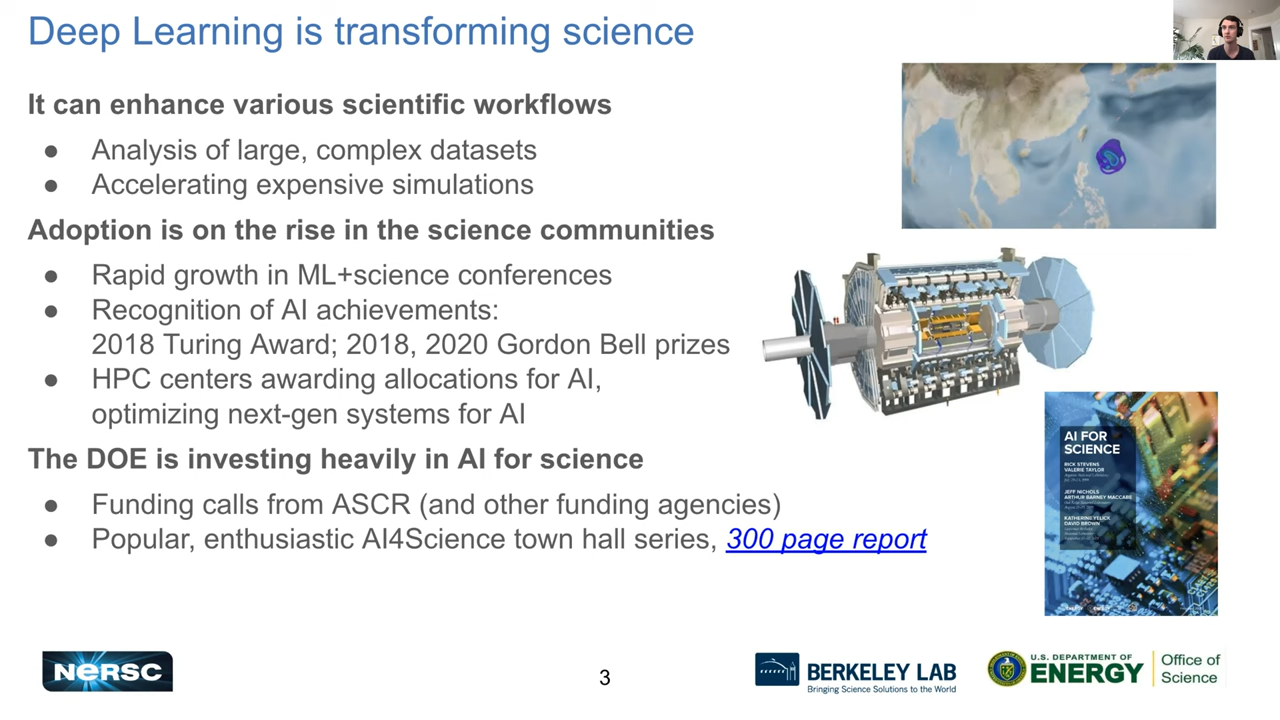 Deep Learning is transforming science
It can enhance various scientific workflows
● Analysis of large, complex datasets
● Accelerating expensive simulations
Adoption is on the rise in the science communities
● Rapid growth in ML+science conferences
● Recognition of AI achievements:
2018 Turing Award; 2018, 2020 Gordon Bell prizes
● HPC centers awarding allocations for AI,
optimizing next-gen systems for AI
The DOE is investing heavily in AI for science
● Funding calls from ASCR (and other funding agencies)
● Popular, enthusiastic AI4Science town hall series, 300 page report
AI FOR
SCIENCE
RICK STEVENS
VALERIE TAYLOR
JEFF NICHOLS
ARTHUR BARNEY MACCABE
KATHERINE YELICK
DAVID BROWN
NERSC
3
BERKELEY LAB
Bringing Science Solutions to the World
U.S. DEPARTMENT OF
ENERGY
Office of
Science